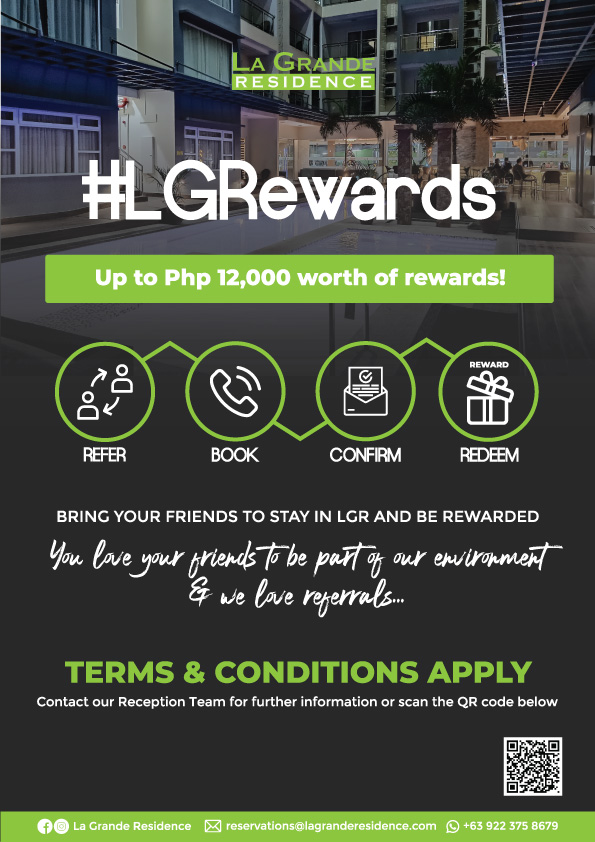 LA GRANDE
RESIDENCE
#LGRewards
Up to Php 12,000 worth of rewards!
REWARD
REFER BOOK CONFIRM REDEEM
BRING YOUR FRIENDS TO STAY IN LGR AND BE REWARDED
You love your friends to be part of our environment
& we love referrals...
TERMS & CONDITIONS APPLY
Contact our Reception Team for further information or scan the QR code below
La Grande Residence reservations@lagranderesidence.com +63 922 375 8679